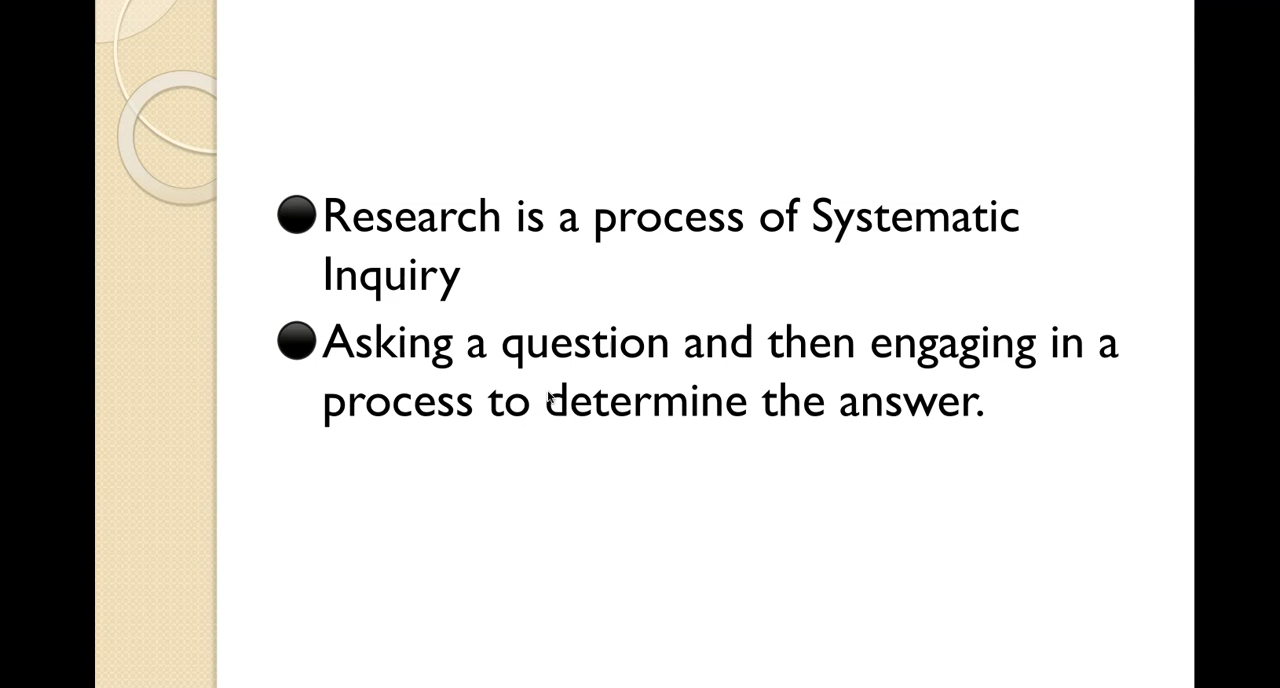 Research is a process of Systematic
Inquiry
Asking a question and then engaging in a
process to determine the answer.